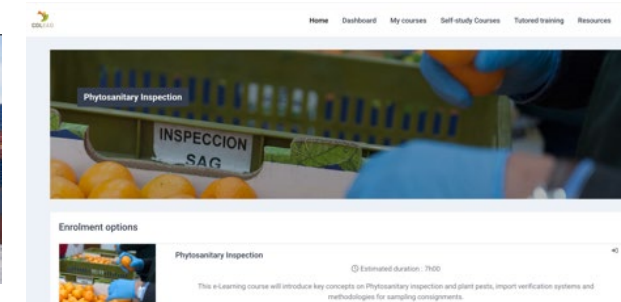 COLEAD
Home Dashboard My courses Self-study Courses Tutored training Resources
Phytosanitary Inspection
INSPECCION
SAG
Enrolment options
Phytosanitary Inspection
Estimated duration : 7h00
This e-Learning course will introduce key concepts on Phytosanitary inspection and plant pests, import verification systems and
methodologies for sampling consignments.